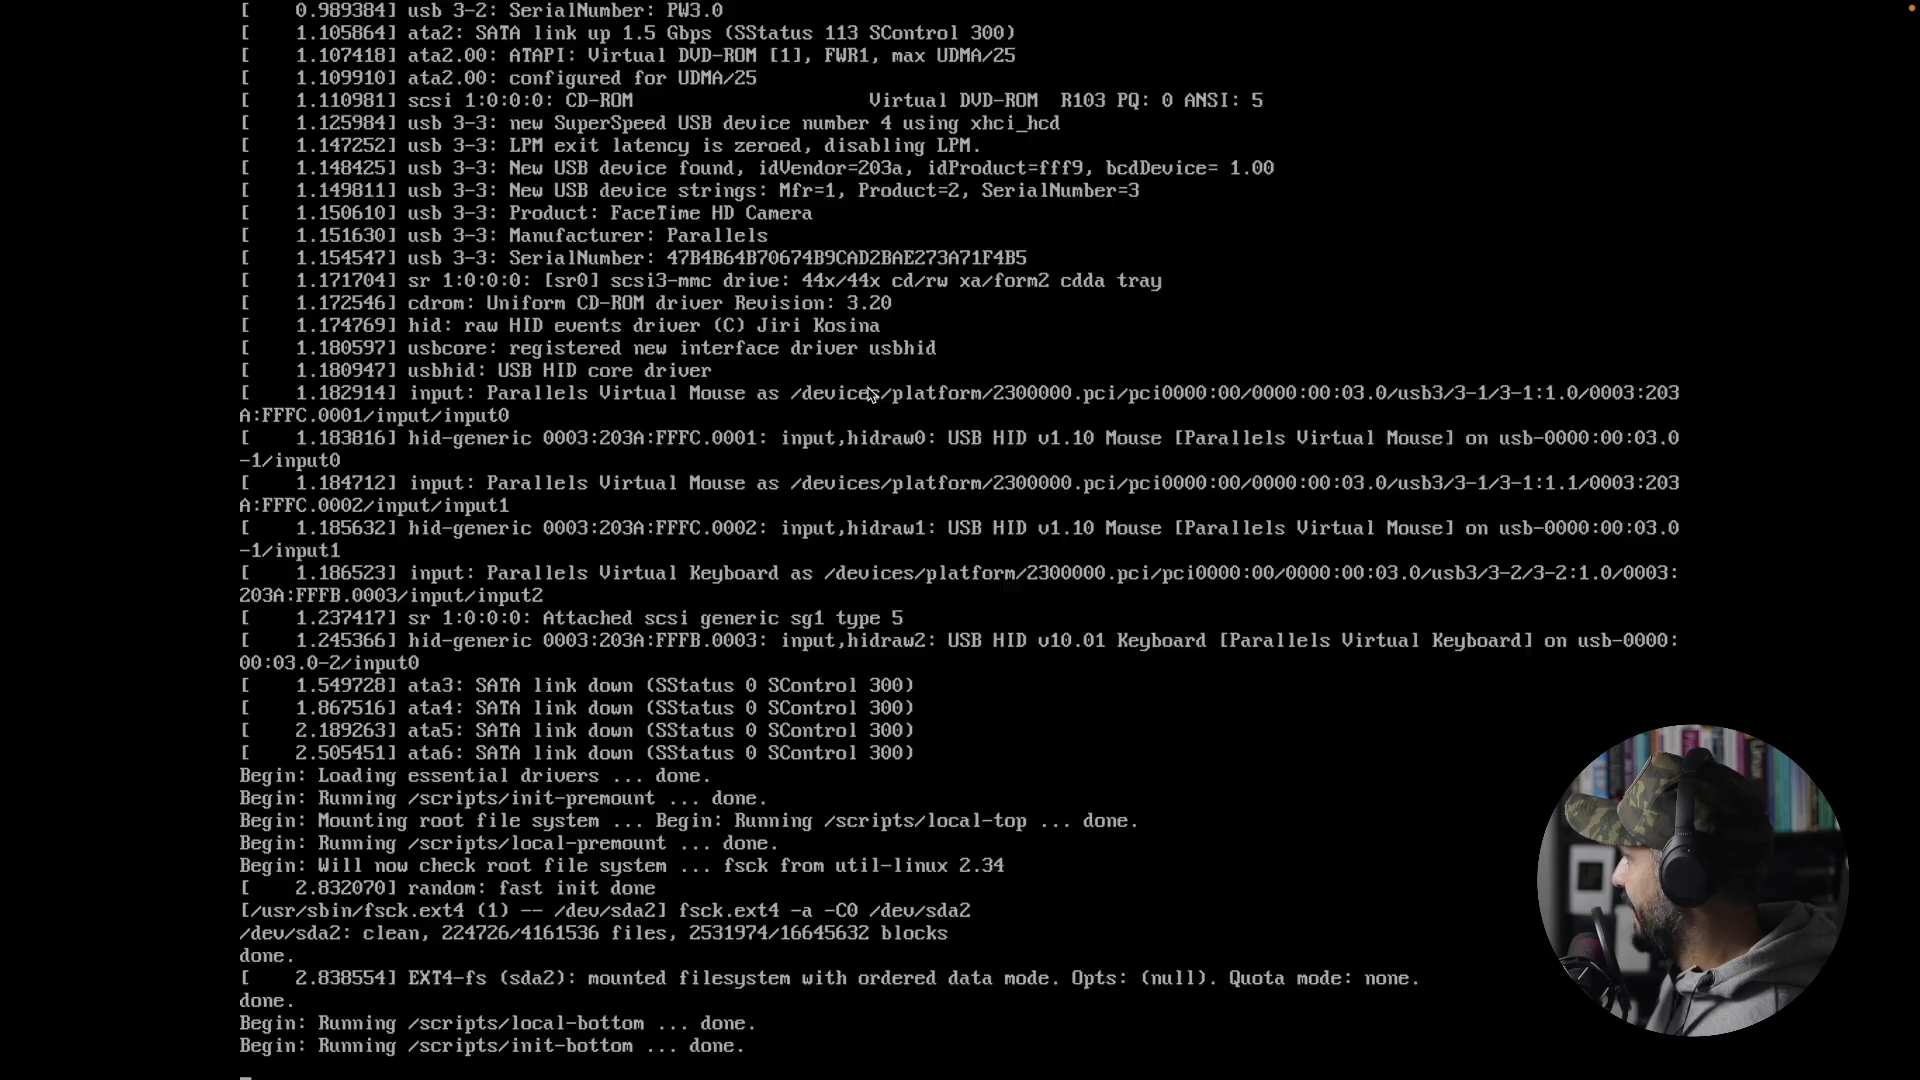 [    0.989384] usb 3-2: SerialNumber: PW3.0
[    1.105864] ata2: SATA link up 1.5 Gbps (SStatus 113 SControl 300)
[    1.107418] ata2.00: ATAPI: Virtual DVD-ROM [1], FWR1, max UDMA/25
[    1.109910] ata2.00: configured for UDMA/25
[    1.110981] scsi 1:0:0:0: CD-ROM                     Virtual DVD-ROM  R103 PQ: 0 ANSI: 5
[    1.125984] usb 3-3: new SuperSpeed USB device number 4 using xhci_hcd
[    1.147252] usb 3-3: LPM exit latency is zeroed, disabling LPM.
[    1.148425] usb 3-3: New USB device found, idVendor=203a, idProduct=fff9, bcdDevice= 1.00
[    1.149811] usb 3-3: New USB device strings: Mfr=1, Product=2, SerialNumber=3
[    1.150610] usb 3-3: Product: FaceTime HD Camera
[    1.151630] usb 3-3: Manufacturer: Parallels
[    1.154547] usb 3-3: SerialNumber: 47B4B64B70674B9CAD2BAE273A71F4B5
[    1.171704] sr 1:0:0:0: [sr0] scsi3-mmc drive: 44x/44x cd/rw xa/form2 cdda tray
[    1.172546] cdrom: Uniform CD-ROM driver Revision: 3.20
[    1.174769] hid: raw HID events driver (C) Jiri Kosina
[    1.180597] usbcore: registered new interface driver usbhid
[    1.180947] usbhid: USB HID core driver
[    1.182914] input: Parallels Virtual Mouse as /devices/platform/2300000.pci/pci0000:00/0000:00:03.0/usb3/3-1/3-1:1.0/0003:203
A:FFFC.0001/input/input0
[    1.183816] hid-generic 0003:203A:FFFC.0001: input,hidraw0: USB HID v1.10 Mouse [Parallels Virtual Mouse] on usb-0000:00:03.0
-1/input0
[    1.184712] input: Parallels Virtual Mouse as /devices/platform/2300000.pci/pci0000:00/0000:00:03.0/usb3/3-1/3-1:1.1/0003:203
A:FFFC.0002/input/input1
[    1.185632] hid-generic 0003:203A:FFFC.0002: input,hidraw1: USB HID v1.10 Mouse [Parallels Virtual Mouse] on usb-0000:00:03.0
-1/input1
[    1.186523] input: Parallels Virtual Keyboard as /devices/platform/2300000.pci/pci0000:00/0000:00:03.0/usb3/3-2/3-2:1.0/0003:
203A:FFFB.0003/input/input2
[    1.237417] sr 1:0:0:0: Attached scsi generic sg1 type 5
[    1.245366] hid-generic 0003:203A:FFFB.0003: input,hidraw2: USB HID v10.01 Keyboard [Parallels Virtual Keyboard] on usb-0000:
00:03.0-2/input0
[    1.549728] ata3: SATA link down (SStatus 0 SControl 300)
[    1.867516] ata4: SATA link down (SStatus 0 SControl 300)
[    2.189263] ata5: SATA link down (SStatus 0 SControl 300)
[    2.505451] ata6: SATA link down (SStatus 0 SControl 300)
Begin: Loading essential drivers ... done.
Begin: Running /scripts/init-premount ... done.
Begin: Mounting root file system ... Begin: Running /scripts/local-top ... done.
Begin: Running /scripts/local-premount ... done.
Begin: Will now check root file system ... fsck from util-linux 2.34
[    2.832070] random: fast init done
[/usr/sbin/fsck.ext4 (1) -- /dev/sda2] fsck.ext4 -a -C0 /dev/sda2
/dev/sda2: clean, 224726/4161536 files, 2531974/16645632 blocks
done.
[    2.838554] EXT4-fs (sda2): mounted filesystem with ordered data mode. Opts: (null). Quota mode: none.
done.
Begin: Running /scripts/local-bottom ... done.
Begin: Running /scripts/init-bottom ... done.